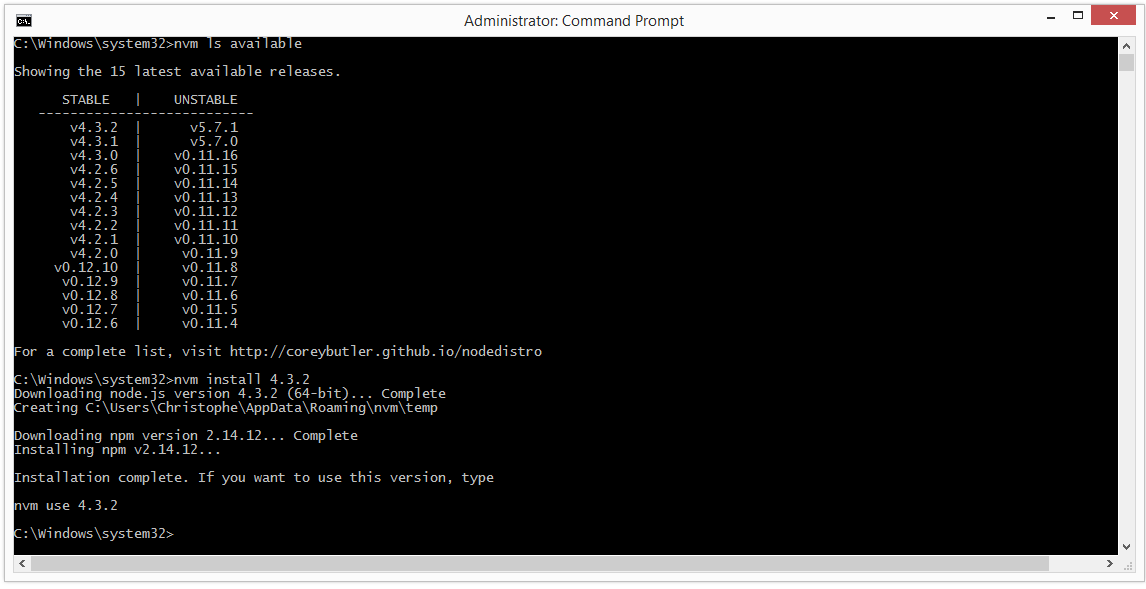 Administrator: Command Prompt
C:\Windows\system32>nvm ls available
Showing the 15 latest available releases.
STABLE | UNSTABLE
---------------------------
v4.3.2 | v5.7.1
v4.3.1 | v5.7.0
v4.3.0 | v0.11.16
v4.2.6 | v0.11.15
v4.2.5 | v0.11.14
v4.2.4 | v0.11.13
v4.2.3 | v0.11.12
v4.2.2 | v0.11.11
v4.2.1 | v0.11.10
v4.2.0 | v0.11.9
v0.12.10 | v0.11.8
v0.12.9 | v0.11.7
v0.12.8 | v0.11.6
v0.12.7 | v0.11.5
v0.12.6 | v0.11.4
For a complete list, visit http://coreybutler.github.io/nodedistro
C:\Windows\system32>nvm install 4.3.2
Downloading node.js version 4.3.2 (64-bit)... Complete
Creating C:\Users\Christophe\AppData\Roaming\nvm\temp
Downloading npm version 2.14.12... Complete
Installing npm v2.14.12...
Installation complete. If you want to use this version, type
nvm use 4.3.2
C:\Windows\system32>